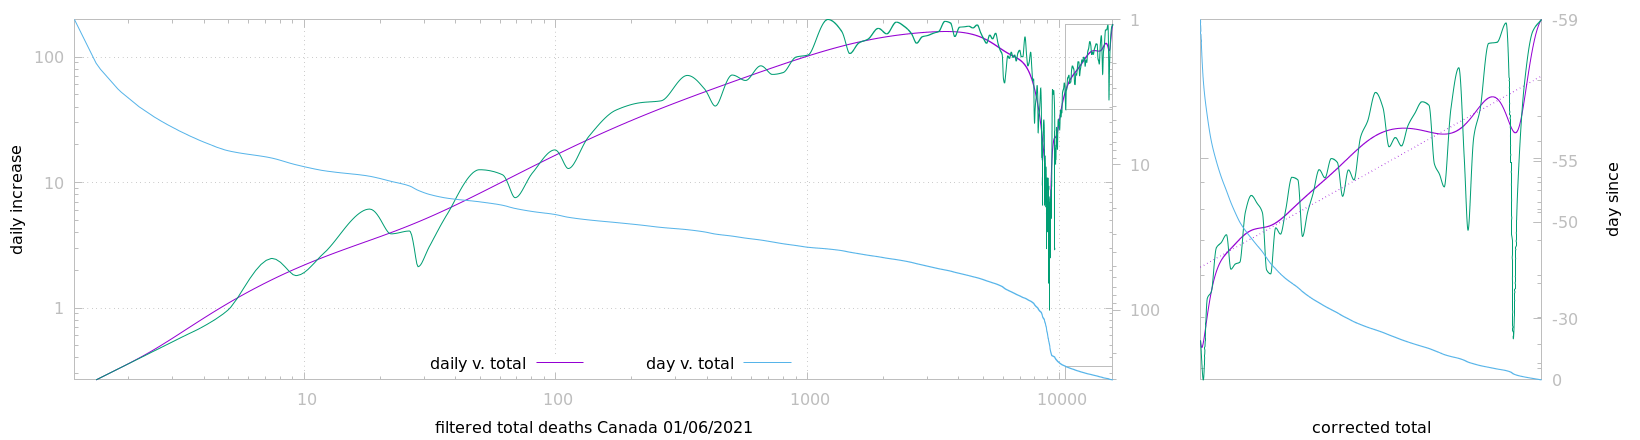 100
10
1
daily increase
10
100
1000
10000
filtered total deaths Canada 01/06/2021
daily v. total
day v. total
1
10
100
-59
-55
-50
-30
0
day since
corrected total